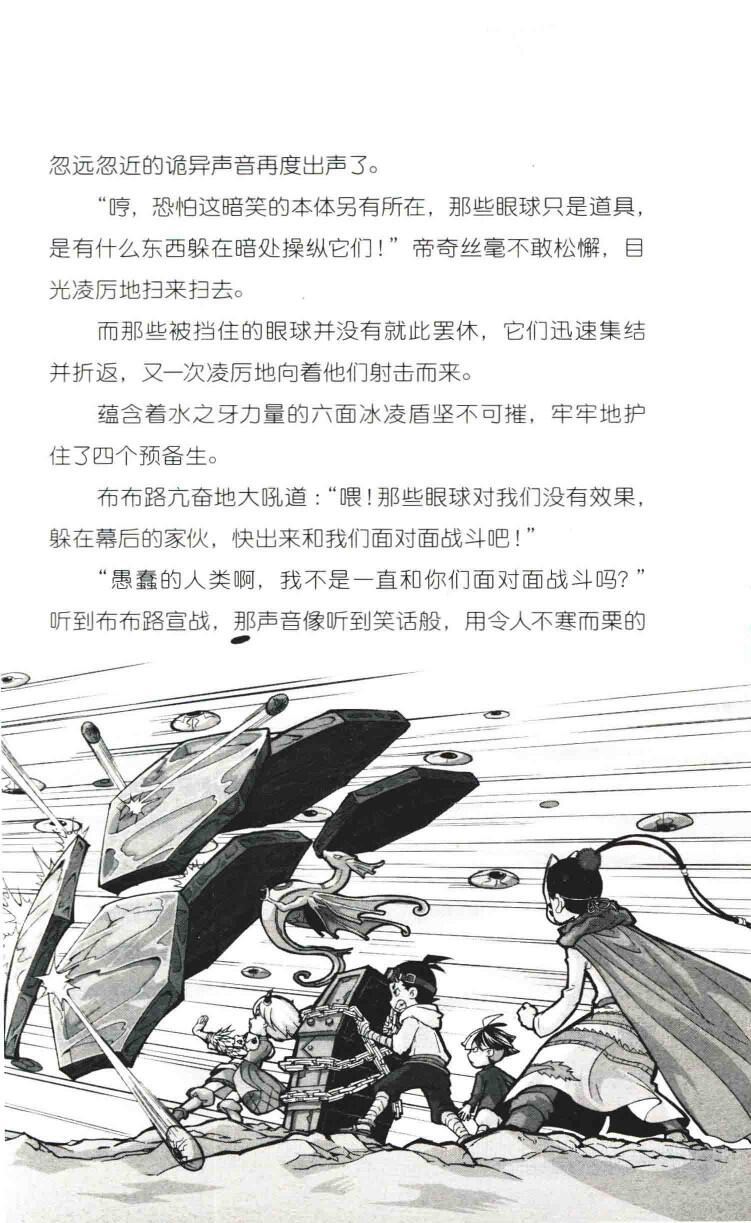 忽远忽近的诡异声音再度出声了。
“哼，恐怕这暗笑的本体另有所在，那些眼球只是道具，
是有什么东西躲在暗处操纵它们！”帝奇丝毫不敢松懈，目
光凌厉地扫来扫去。
而那些被挡住的眼球并没有就此罢休，它们迅速集结
并折返，又一次凌厉地向着他们射击而来。
蕴含着水之牙力量的六面冰凌盾坚不可摧，牢牢地护
住了四个预备生。
布布路亢奋地大吼道：“喂！那些眼球对我们没有效果，
躲在幕后的家伙，快出来和我们面对面战斗吧！”
“愚蠢的人类啊，我不是一直和你们面对面战斗吗？”
听到布布路宣战，那声音像听到笑话般，用令人不寒而栗的